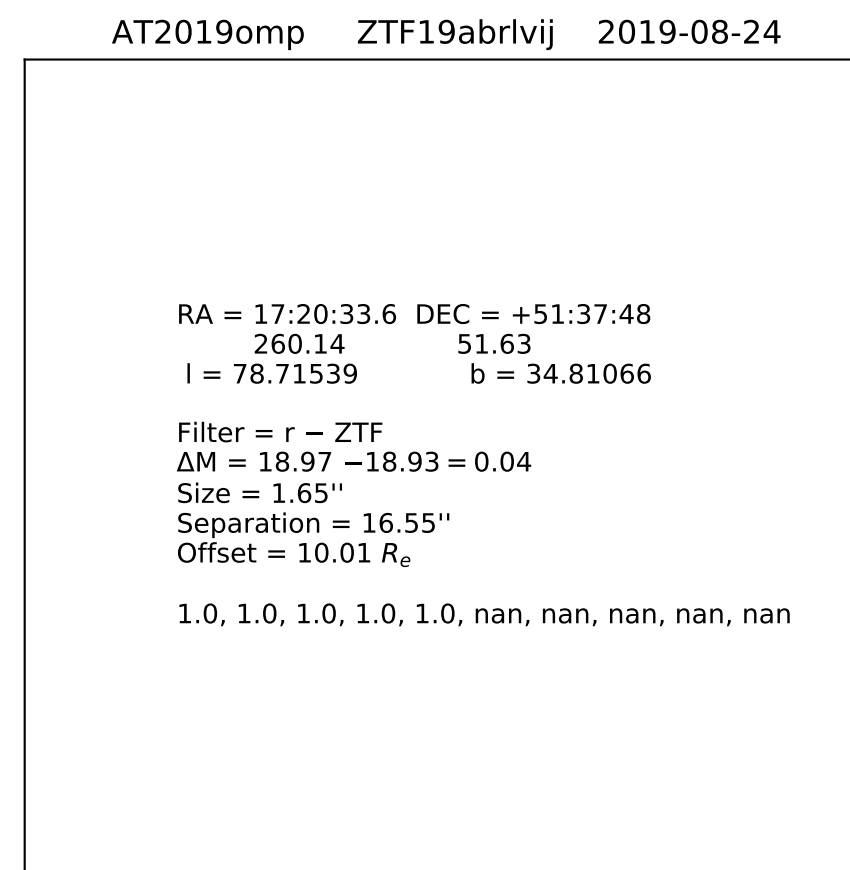 AT2019omp ZTF19abrlvij 2019-08-24
RA = 17:20:33.6 DEC = +51:37:48
260.14 51.63
l = 78.71539 b = 34.81066
Filter = r − ZTF
ΔM = 18.97 −18.93 = 0.04
Size = 1.65''
Separation = 16.55''
Offset = 10.01 Re
1.0, 1.0, 1.0, 1.0, 1.0, nan, nan, nan, nan, nan